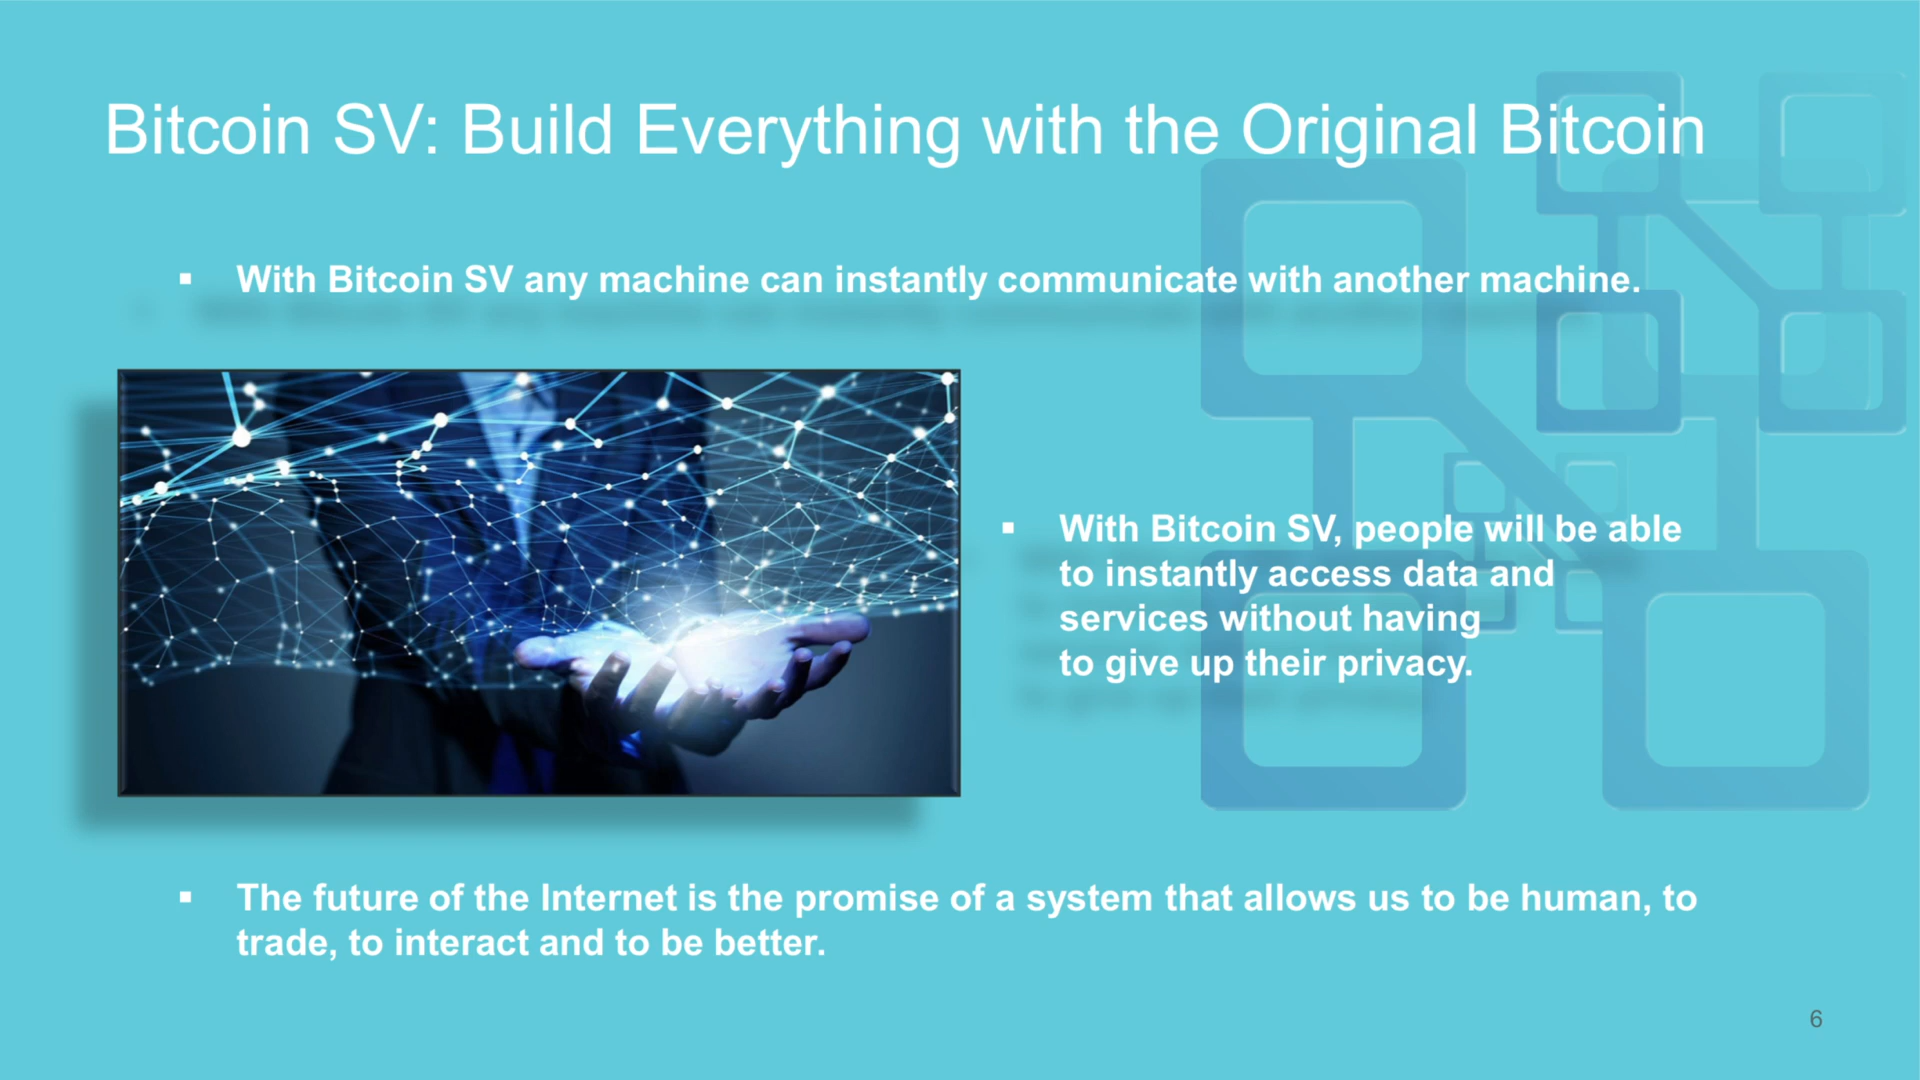 Bitcoin SV: Build Everything with the Original Bitcoin
▪ With Bitcoin SV any machine can instantly communicate with another machine.
▪ With Bitcoin SV, people will be able
to instantly access data and
services without having
to give up their privacy.
▪ The future of the Internet is the promise of a system that allows us to be human, to
trade, to interact and to be better.
6